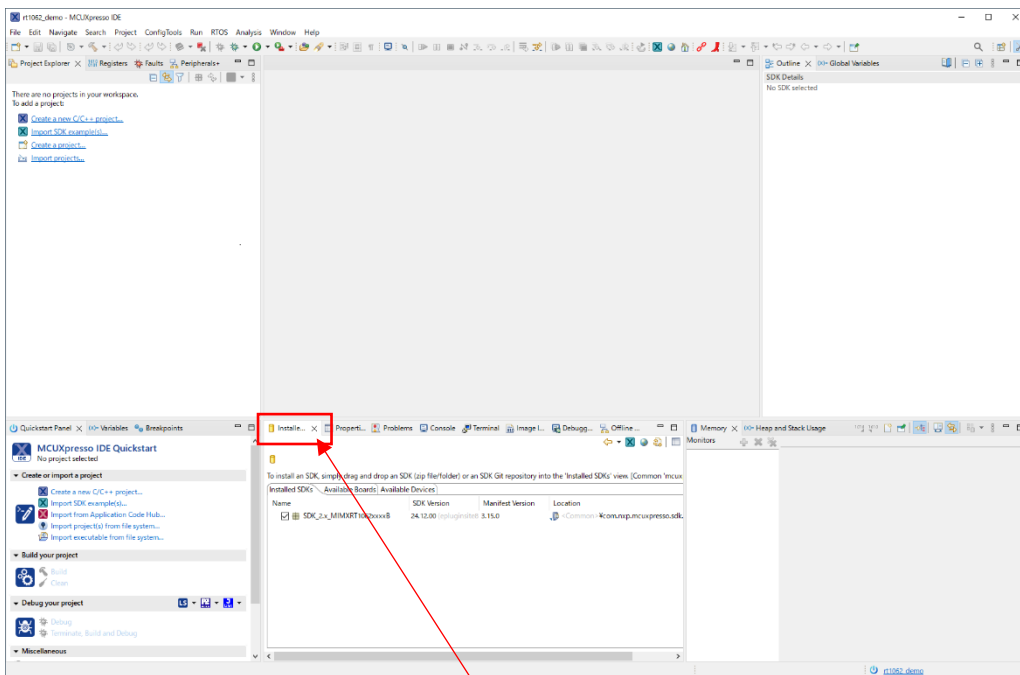 rt1062_demo - MCUXpresso IDE
File Edit Navigate Search Project ConfigTools Run RTOS Analysis Window Help
Project Explorer Registers Faults Peripherals+
There are no projects in your workspace.
To add a project:
Create a new C/C++ project...
Import SDK example(s)...
Create a project...
Import projects...
Outline Global Variables
SDK Details
No SDK selected
Quickstart Panel Variables Breakpoints
MCUXpresso IDE Quickstart
No project selected
IDE
Create or import a project
Create a new C/C++ project...
Import SDK example(s)...
Import from Application Code Hub...
Import project(s) from file system...
Import executable from file system...
Build your project
Build
Clean
Debug your project
LS
Debug
Terminate, Build and Debug
Miscellaneous
Installe... Properti... Problems Console Terminal Image I... Debugg... Offline ...
To install an SDK, simply drag and drop an SDK (zip file/folder) or an SDK Git repository into the 'Installed SDKs' view. [Common 'mcux
Installed SDKs Available Boards Available Devices
Name SDK Version Manifest Version Location
SDK_2.x_MIMXRT1062xxxxB 24.12.00 3.15.0 <Common>¥com.nxp.mcuxpresso.sdk.
Memory Heap and Stack Usage
Monitors
rt1062_demo